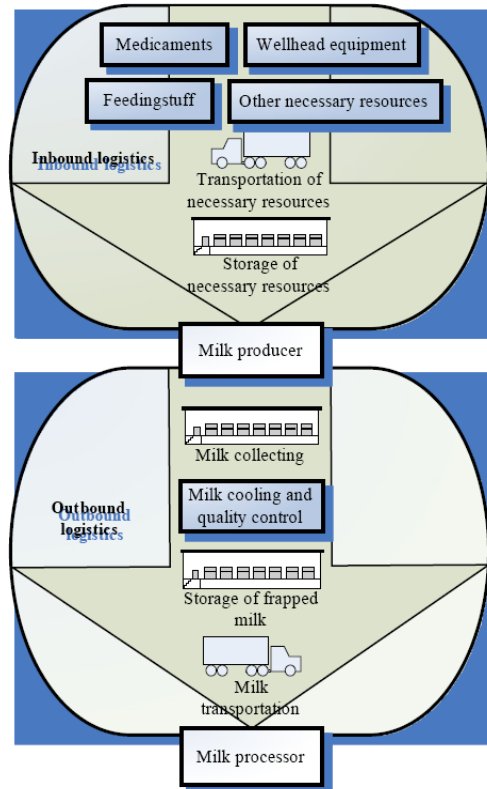 Medicaments
Wellhead equipment
Feedingstuff
Other necessary resources
Inbound logistics
Transportation of
necessary resources
Storage of
necessary resources
Milk producer
Milk collecting
Outbound
logistics
Milk cooling and
quality control
Storage of frapped
milk
Milk
transportation
Milk processor